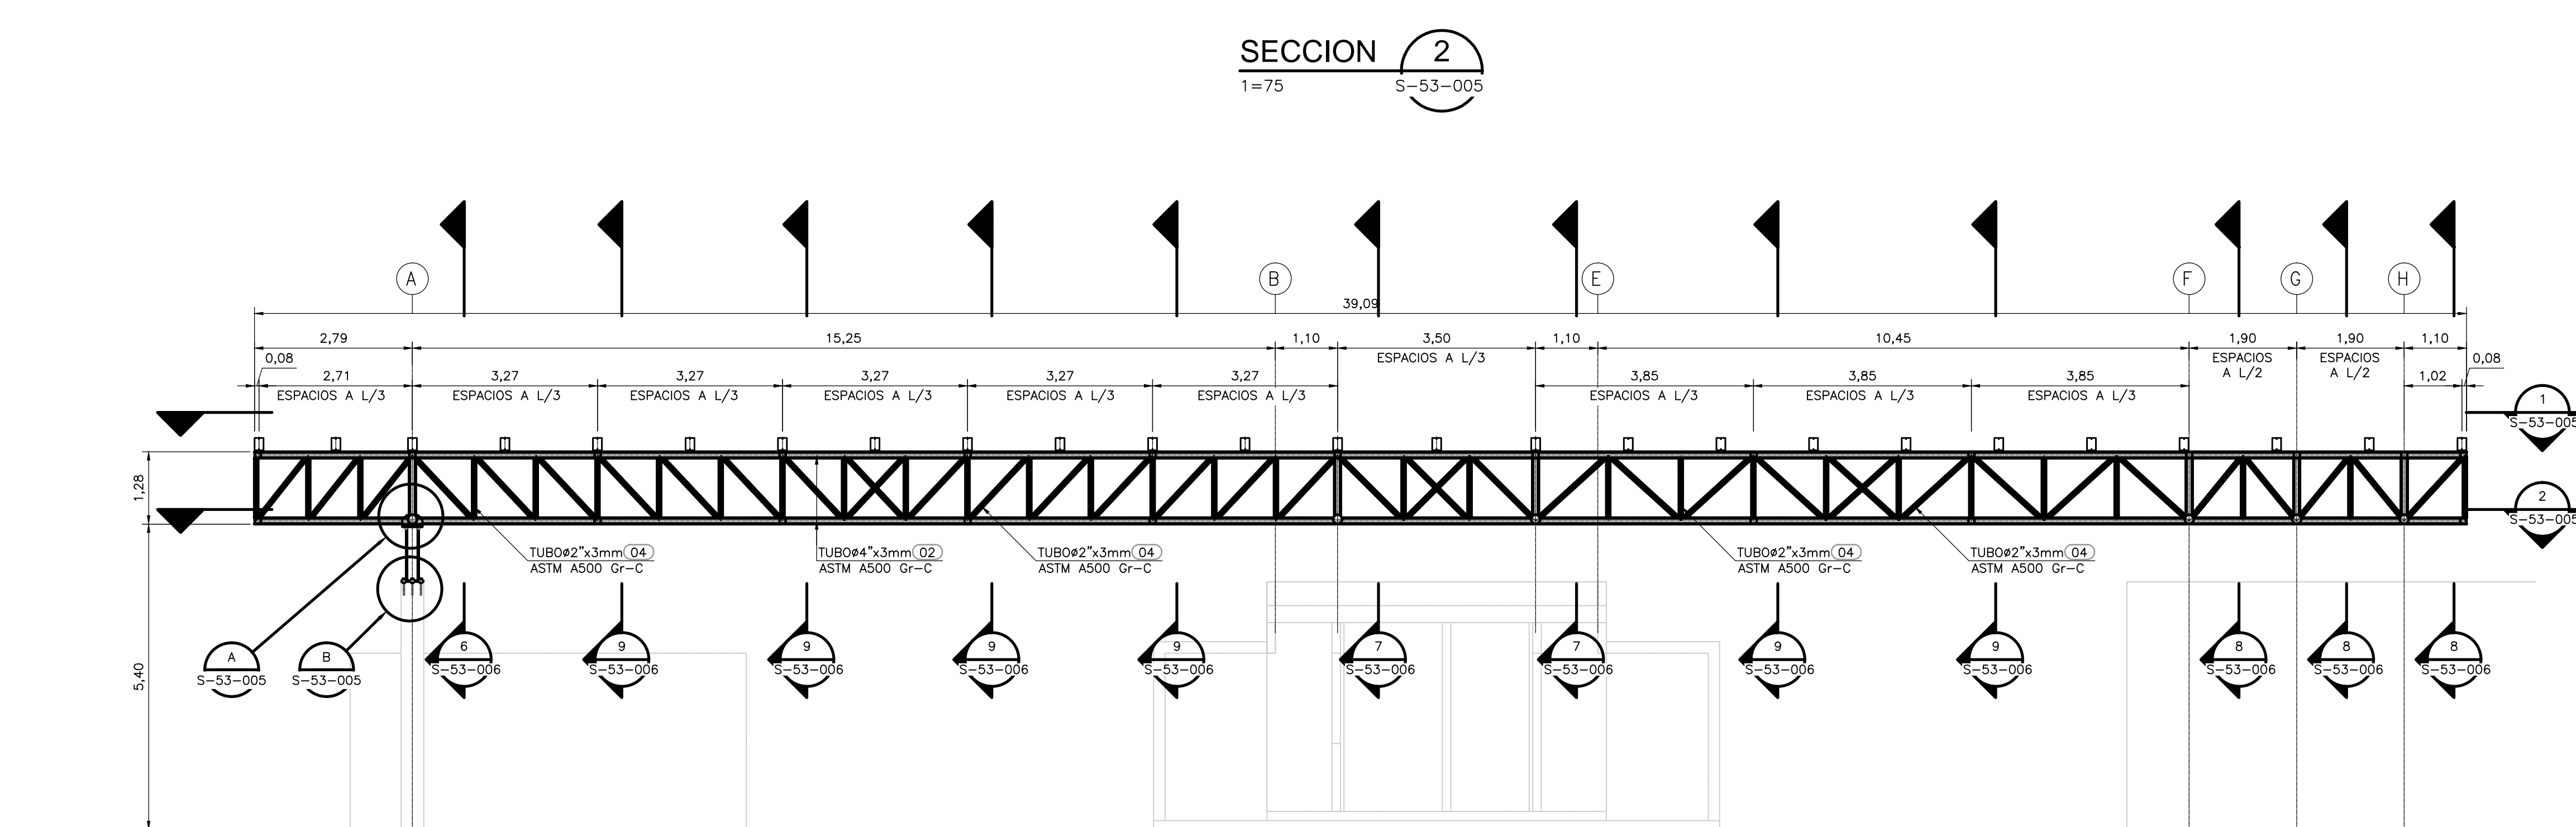 SECCION 2
1=75 S-53-005
A B E F G H
39,09
2,79 15,25 1,10 3,50 1,10 10,45 1,90 1,90 1,10
0,08 ESPACIOS A L/3 ESPACIOS ESPACIOS 0,08
A L/2 A L/2
2,71 3,27 3,27 3,27 3,27 3,27 3,85 3,85 3,85 1,02
ESPACIOS A L/3 ESPACIOS A L/3 ESPACIOS A L/3 ESPACIOS A L/3 ESPACIOS A L/3 ESPACIOS A L/3 ESPACIOS A L/3 ESPACIOS A L/3 ESPACIOS A L/3
1
S-53-005
1,28
2
S-53-005
TUBOø2"x3mm 04 TUBOø4"x3mm 02 TUBOø2"x3mm 04 TUBOø2"x3mm 04 TUBOø2"x3mm 04
ASTM A500 Gr-C ASTM A500 Gr-C ASTM A500 Gr-C ASTM A500 Gr-C ASTM A500 Gr-C
5,40
A B 6 9 9 9 9 7 7 9 9 8 8 8
S-53-005 S-53-005 S-53-006 S-53-006 S-53-006 S-53-006 S-53-006 S-53-006 S-53-006 S-53-006 S-53-006 S-53-006 S-53-006 S-53-006